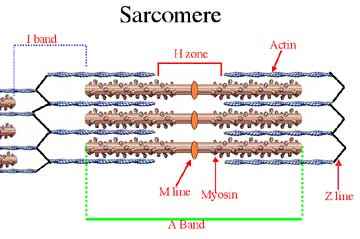 Sarcomere
I band
H zone
Actin
M line
Myosin
Z line
A Band